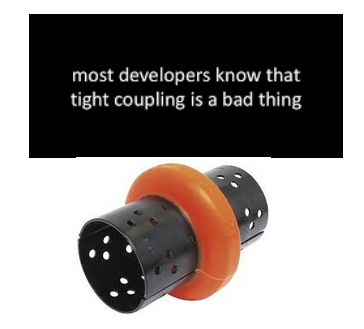 most developers know that
tight coupling is a bad thing